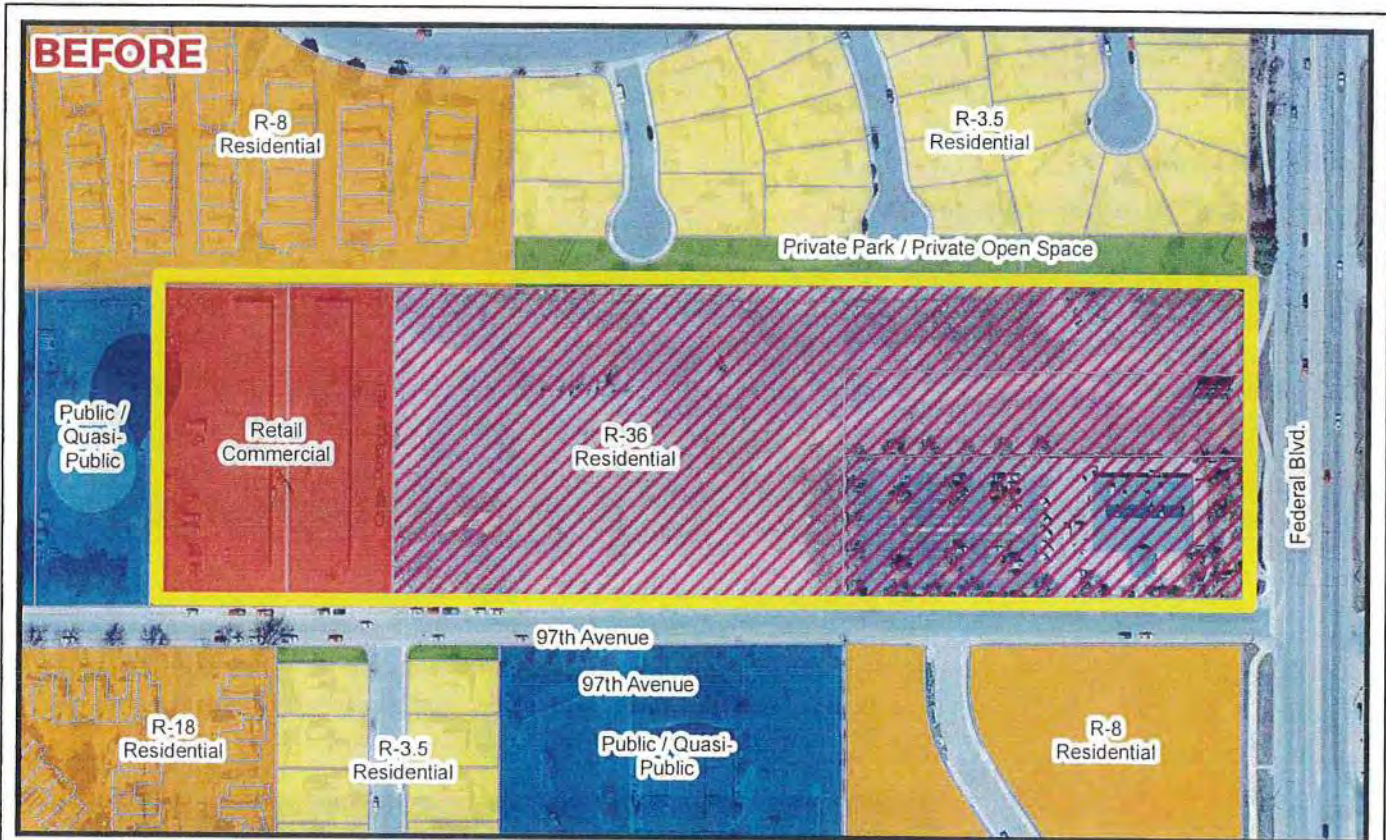 BEFORE
R-8
Residential
R-3.5
Residential
Private Park / Private Open Space
Public /
Quasi-
Public
Retail
Commercial
R-36
Residential
Federal Blvd.
97th Avenue
97th Avenue
R-18
Residential
R-3.5
Residential
Public / Quasi-
Public
R-8
Residential